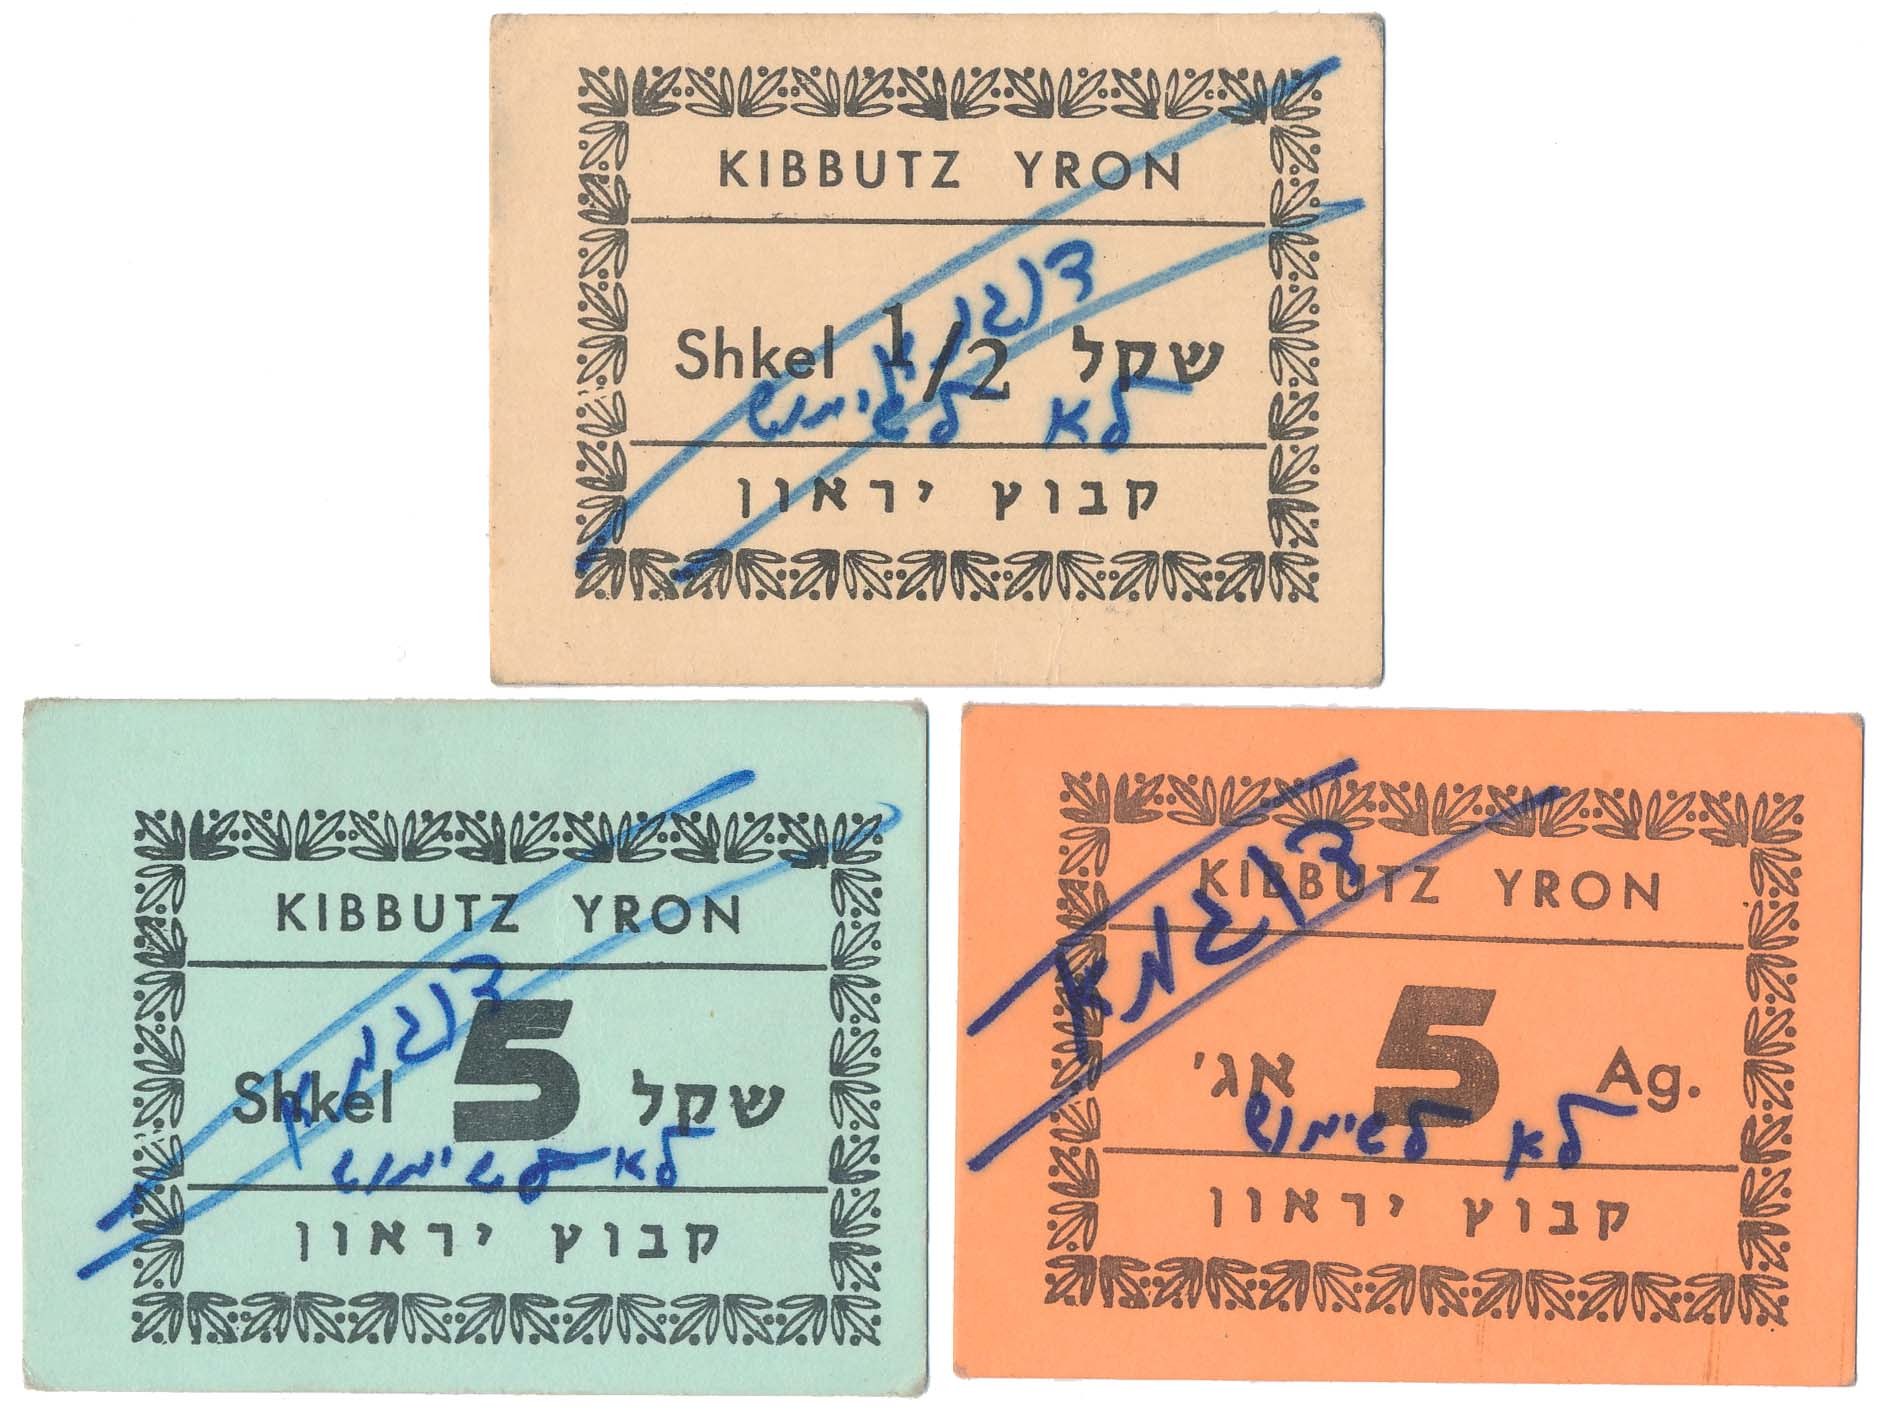 KIBBUTZ YRON
דוגמא
Shkel 1/2 שקל
לא לשימוש
קבוץ יראון
KIBBUTZ YRON
דוגמא
Shkel 5 שקל
לא לשימוש
קבוץ יראון
KIBBUTZ YRON
דוגמא
אג' 5 Ag.
לא לשימוש
קבוץ יראון